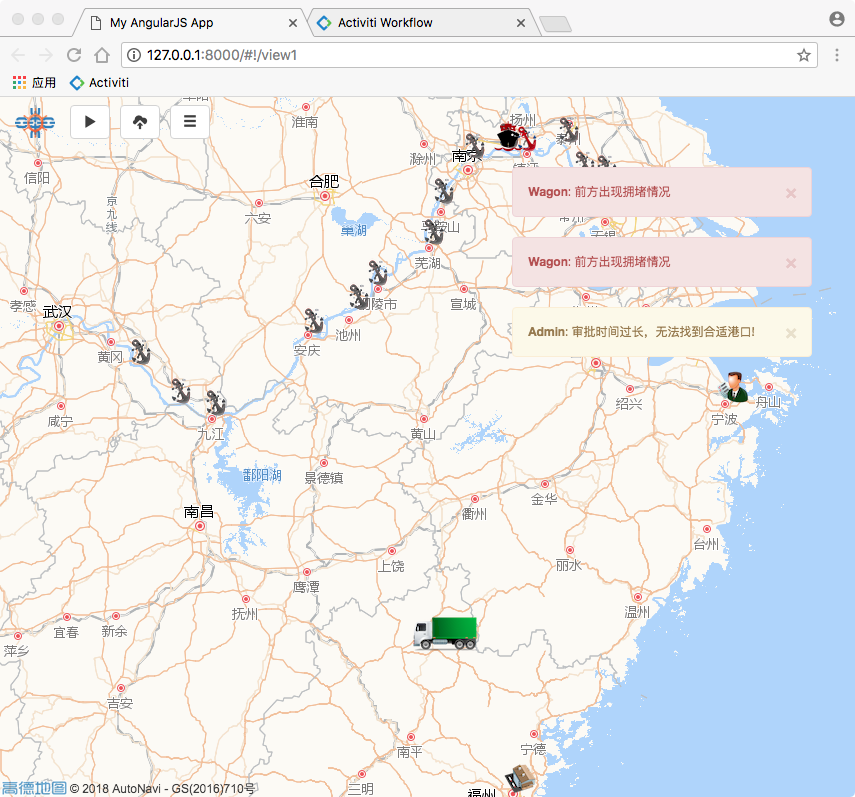 My AngularJS App
Activiti Workflow
127.0.0.1:8000/#!/view1
应用
Activiti
淮南
扬州
滁州
南京
信阳
合肥
Wagon: 前方出现拥堵情况
京九线
六安
巢湖
Wagon: 前方出现拥堵情况
芜湖
孝感
武汉
宣城
池州
Admin: 审批时间过长，无法找到合适港口!
黄冈
安庆
绍兴
舟山
宁波
咸宁
九江
黄山
鄱阳湖
景德镇
金华
衢州
南昌
台州
上饶
丽水
鹰潭
抚州
温州
宜春
新余
萍乡
吉安
南平
宁德
三明
福州
高德地图 © 2018 AutoNavi - GS(2016)710号